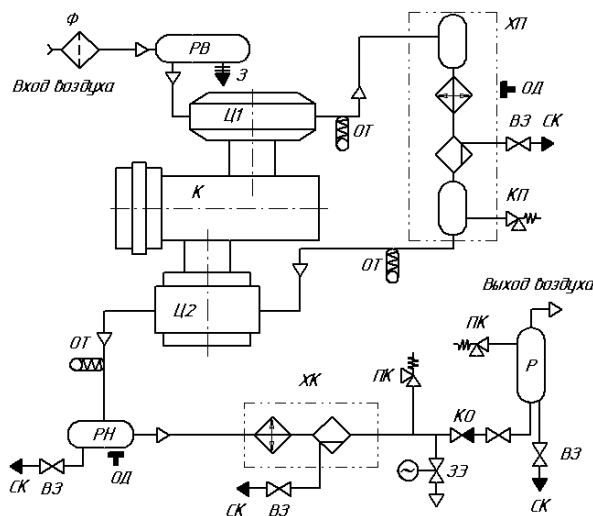 Ф
РВ
ХП
Вход воздуха
З
Ц1
ОТ
ОД
ВЗ СК
К
КП
ОТ
Ц2
Выход воздуха
ОТ
ПК
Р
ХК
ПК
КО
РН
СК ВЗ
ОД
СК ВЗ
ЭЗ
ВЗ
СК